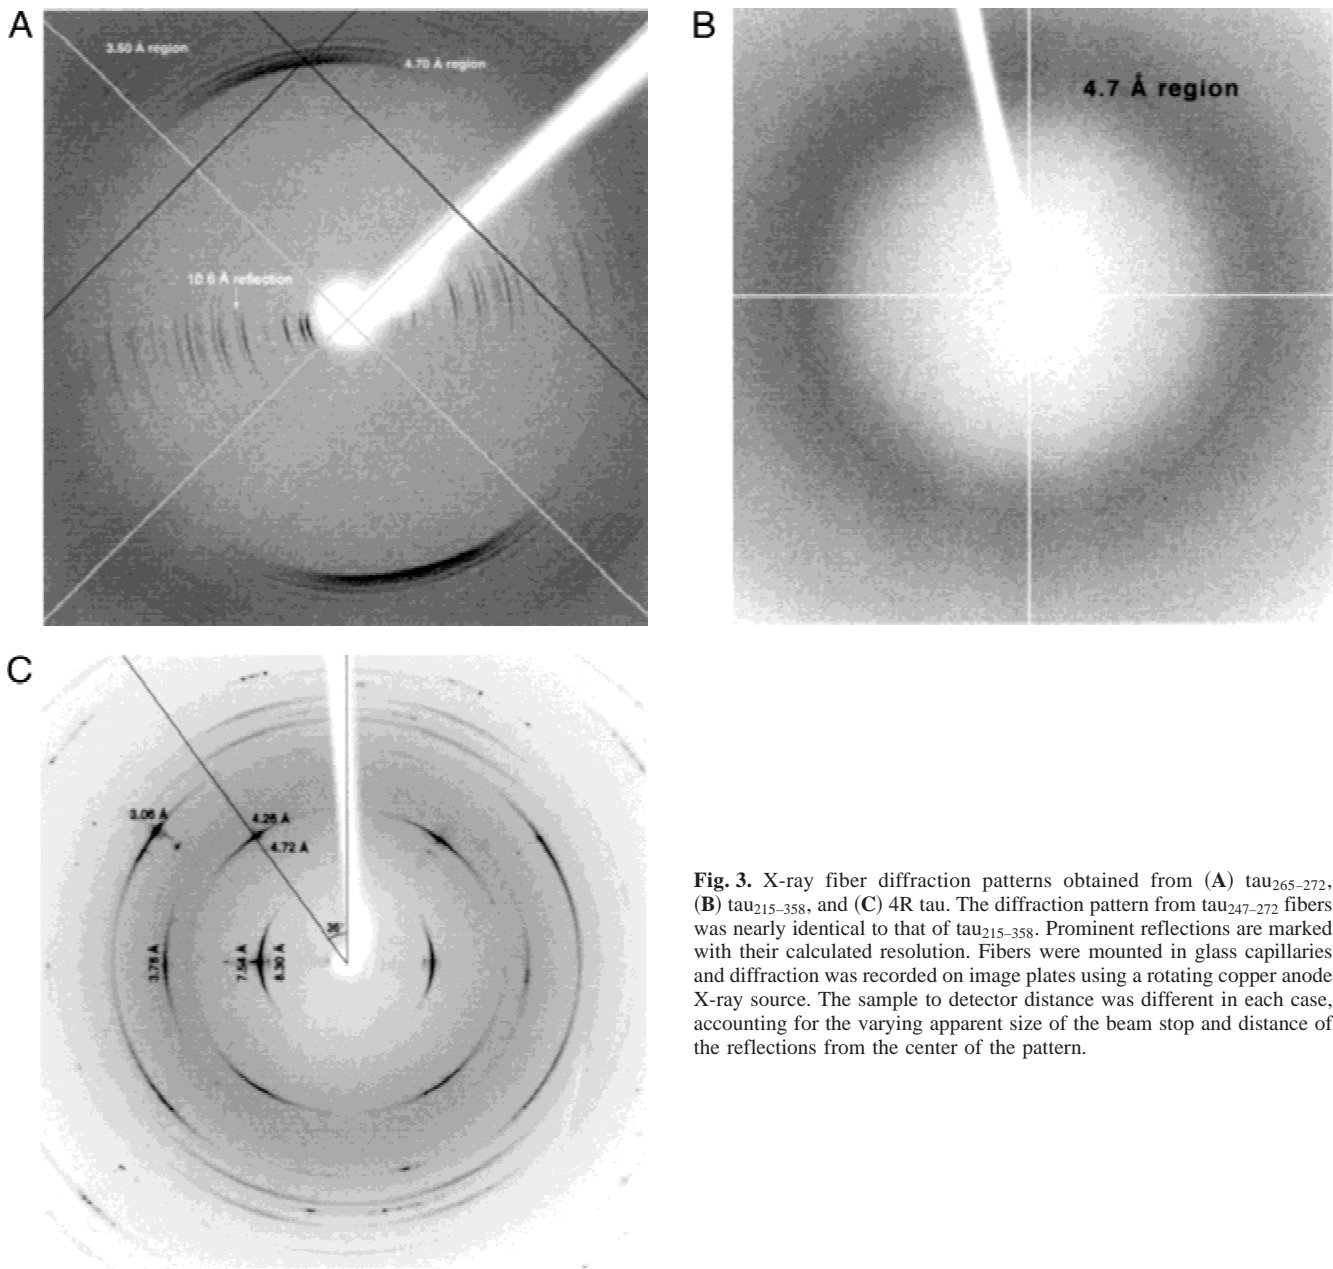 A
3.50 Å region
4.70 Å region
10.6 Å reflection
B
4.7 Å region
C
3.06 Å
4.26 Å
4.72 Å
36°
3.78 Å
7.54 Å
8.30 Å
Fig. 3. X-ray fiber diffraction patterns obtained from (A) tau265–272,
(B) tau215–358, and (C) 4R tau. The diffraction pattern from tau247–272 fibers
was nearly identical to that of tau215–358. Prominent reflections are marked
with their calculated resolution. Fibers were mounted in glass capillaries
and diffraction was recorded on image plates using a rotating copper anode
X-ray source. The sample to detector distance was different in each case,
accounting for the varying apparent size of the beam stop and distance of
the reflections from the center of the pattern.